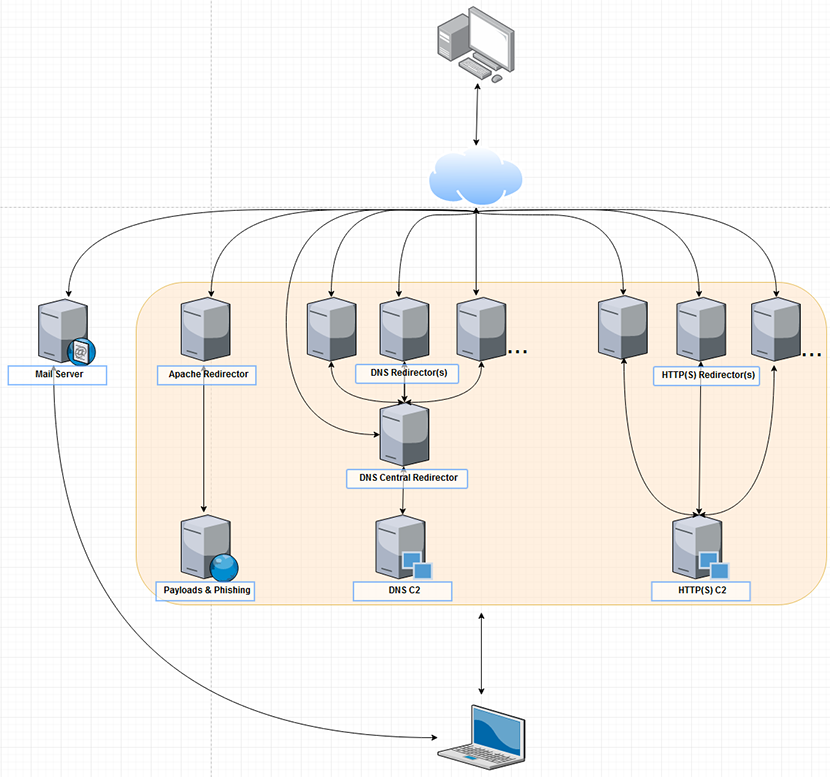 DNS Redirector(s)
Mail Server
Apache Redirector
HTTP(S) Redirector(s)
DNS Central Redirector
Payloads & Phishing
DNS C2
HTTP(S) C2